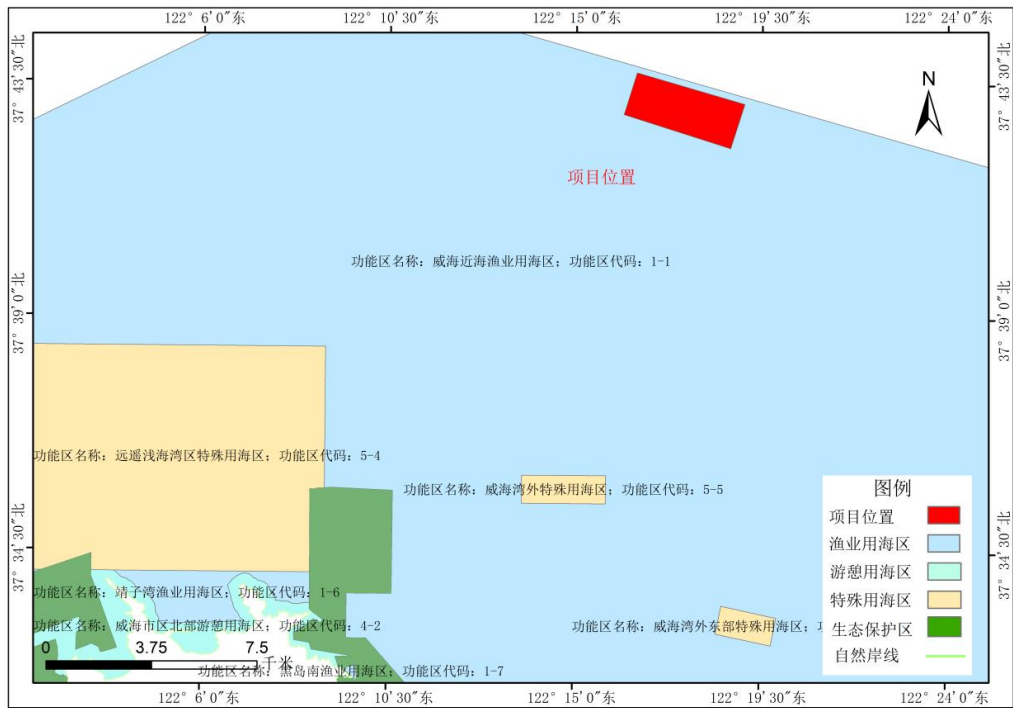 122° 6'0"东 122° 10'30"东 122° 15'0"东 122° 19'30"东 122° 24'0"东
37° 43'30"北
37° 43'30"北
N
项目位置
功能区名称：威海近海渔业用海区；功能区代码：1-1
37° 39'0"北
37° 39'0"北
功能区名称：远遥浅海湾区特殊用海区；功能区代码：5-4
功能区名称：威海湾外特殊用海区；功能区代码：5-5
37° 34'30"北
37° 34'30"北
功能区名称：靖子湾渔业用海区；功能区代码：1-6
功能区名称：威海市区北部游憩用海区；功能区代码：4-2
功能区名称：威海湾外东部特殊用海区；
0 3.75 7.5
千米
功能区名称：黑岛南渔业用海区；功能区代码：1-7
图例
项目位置
渔业用海区
游憩用海区
特殊用海区
生态保护区
自然岸线
122° 6'0"东 122° 10'30"东 122° 15'0"东 122° 19'30"东 122° 24'0"东